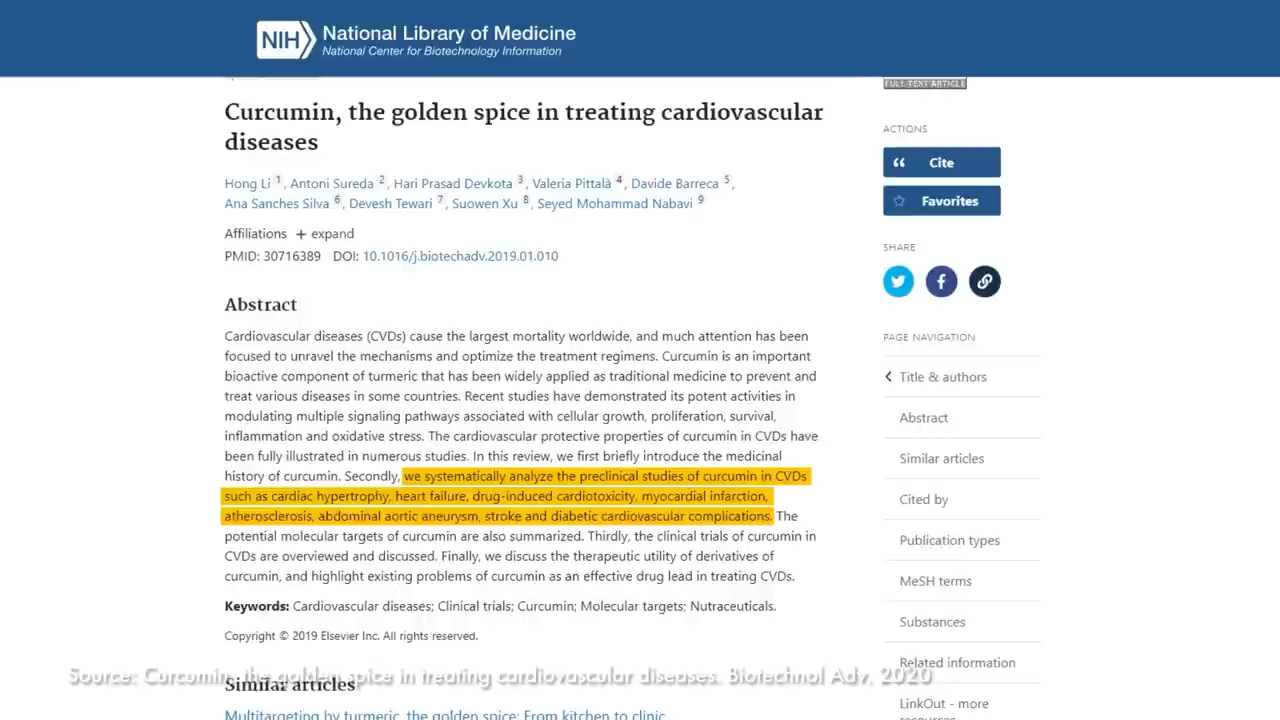 NIH National Library of Medicine
National Center for Biotechnology Information
FULL TEXT ARTICLE
Curcumin, the golden spice in treating cardiovascular
diseases
Hong Li 1, Antoni Sureda 2, Hari Prasad Devkota 3, Valeria Pittalà 4, Davide Barreca 5,
Ana Sanches Silva 6, Devesh Tewari 7, Suowen Xu 8, Seyed Mohammad Nabavi 9
Affiliations + expand
PMID: 30716389 DOI: 10.1016/j.biotechadv.2019.01.010
Abstract
Cardiovascular diseases (CVDs) cause the largest mortality worldwide, and much attention has been
focused to unravel the mechanisms and optimize the treatment regimens. Curcumin is an important
bioactive component of turmeric that has been widely applied as traditional medicine to prevent and
treat various diseases in some countries. Recent studies have demonstrated its potent activities in
modulating multiple signaling pathways associated with cellular growth, proliferation, survival,
inflammation and oxidative stress. The cardiovascular protective properties of curcumin in CVDs have
been fully illustrated in numerous studies. In this review, we first briefly introduce the medicinal
history of curcumin. Secondly, we systematically analyze the preclinical studies of curcumin in CVDs
such as cardiac hypertrophy, heart failure, drug-induced cardiotoxicity, myocardial infarction,
atherosclerosis, abdominal aortic aneurysm, stroke and diabetic cardiovascular complications. The
potential molecular targets of curcumin are also summarized. Thirdly, the clinical trials of curcumin in
CVDs are overviewed and discussed. Finally, we discuss the therapeutic utility of derivatives of
curcumin, and highlight existing problems of curcumin as an effective drug lead in treating CVDs.
Keywords: Cardiovascular diseases; Clinical trials; Curcumin; Molecular targets; Nutraceuticals.
Copyright © 2019 Elsevier Inc. All rights reserved.
Source: Curcumin, the golden spice in treating cardiovascular diseases. Biotechnol Adv. 2020
Similar articles
Multitargeting by turmeric, the golden spice: From kitchen to clinic.
ACTIONS
Cite
Favorites
SHARE
PAGE NAVIGATION
Title & authors
Abstract
Similar articles
Cited by
Publication types
MeSH terms
Substances
Related information
LinkOut - more
resources